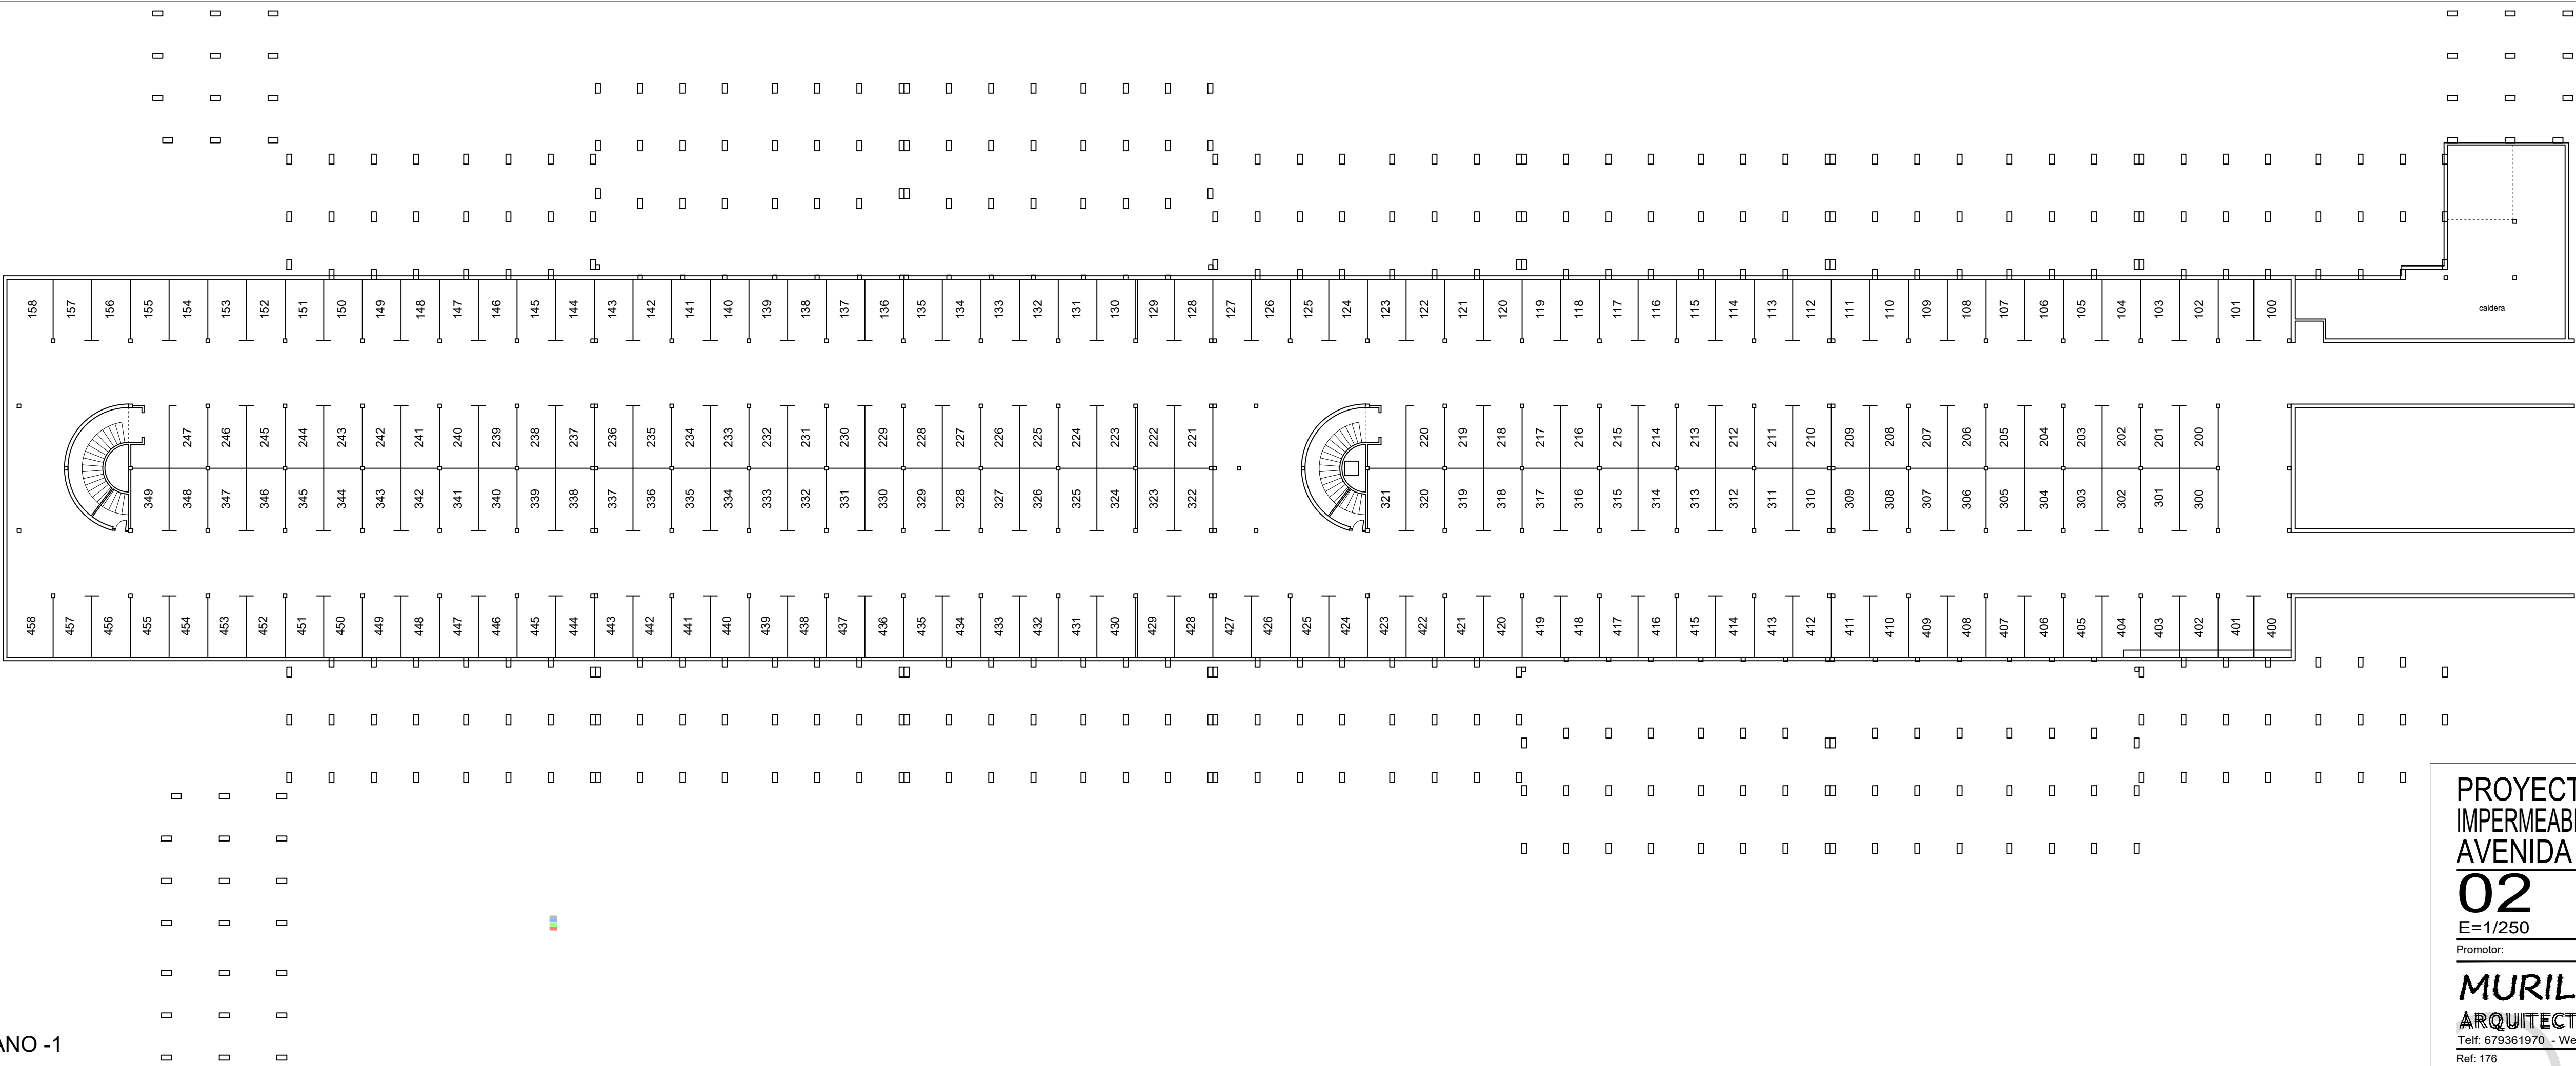 158 157 156 155 154 153 152 151 150 149 148 147 146 145 144 143 142 141 140 139 138 137 136 135 134 133 132 131 130 129 128 127 126 125 124 123 122 121 120 119 118 117 116 115 114 113 112 111 110 109 108 107 106 105 104 103 102 101 100
caldera
247 246 245 244 243 242 241 240 239 238 237 236 235 234 233 232 231 230 229 228 227 226 225 224 223 222 221 220 219 218 217 216 215 214 213 212 211 210 209 208 207 206 205 204 203 202 201 200
349 348 347 346 345 344 343 342 341 340 339 338 337 336 335 334 333 332 331 330 329 328 327 326 325 324 323 322 321 320 319 318 317 316 315 314 313 312 311 310 309 308 307 306 305 304 303 302 301 300
458 457 456 455 454 453 452 451 450 449 448 447 446 445 444 443 442 441 440 439 438 437 436 435 434 433 432 431 430 429 428 427 426 425 424 423 422 421 420 419 418 417 416 415 414 413 412 411 410 409 408 407 406 405 404 403 402 401 400
ANO -1
PROYECT
IMPERMEABI
AVENIDA
02
E=1/250
Promotor:
MURIL
ARQUITECT
Telf: 679361970 - We
Ref: 176